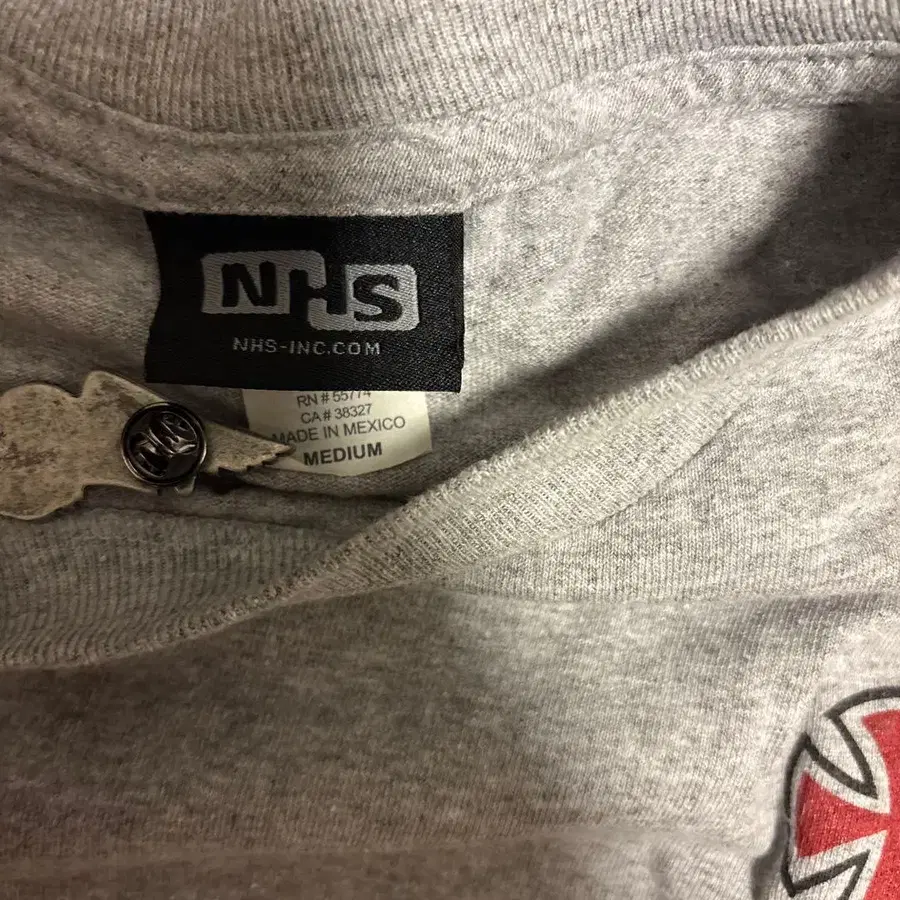 NHS
NHS-INC.COM
RN # 55774
CA # 38327
MADE IN MEXICO
MEDIUM